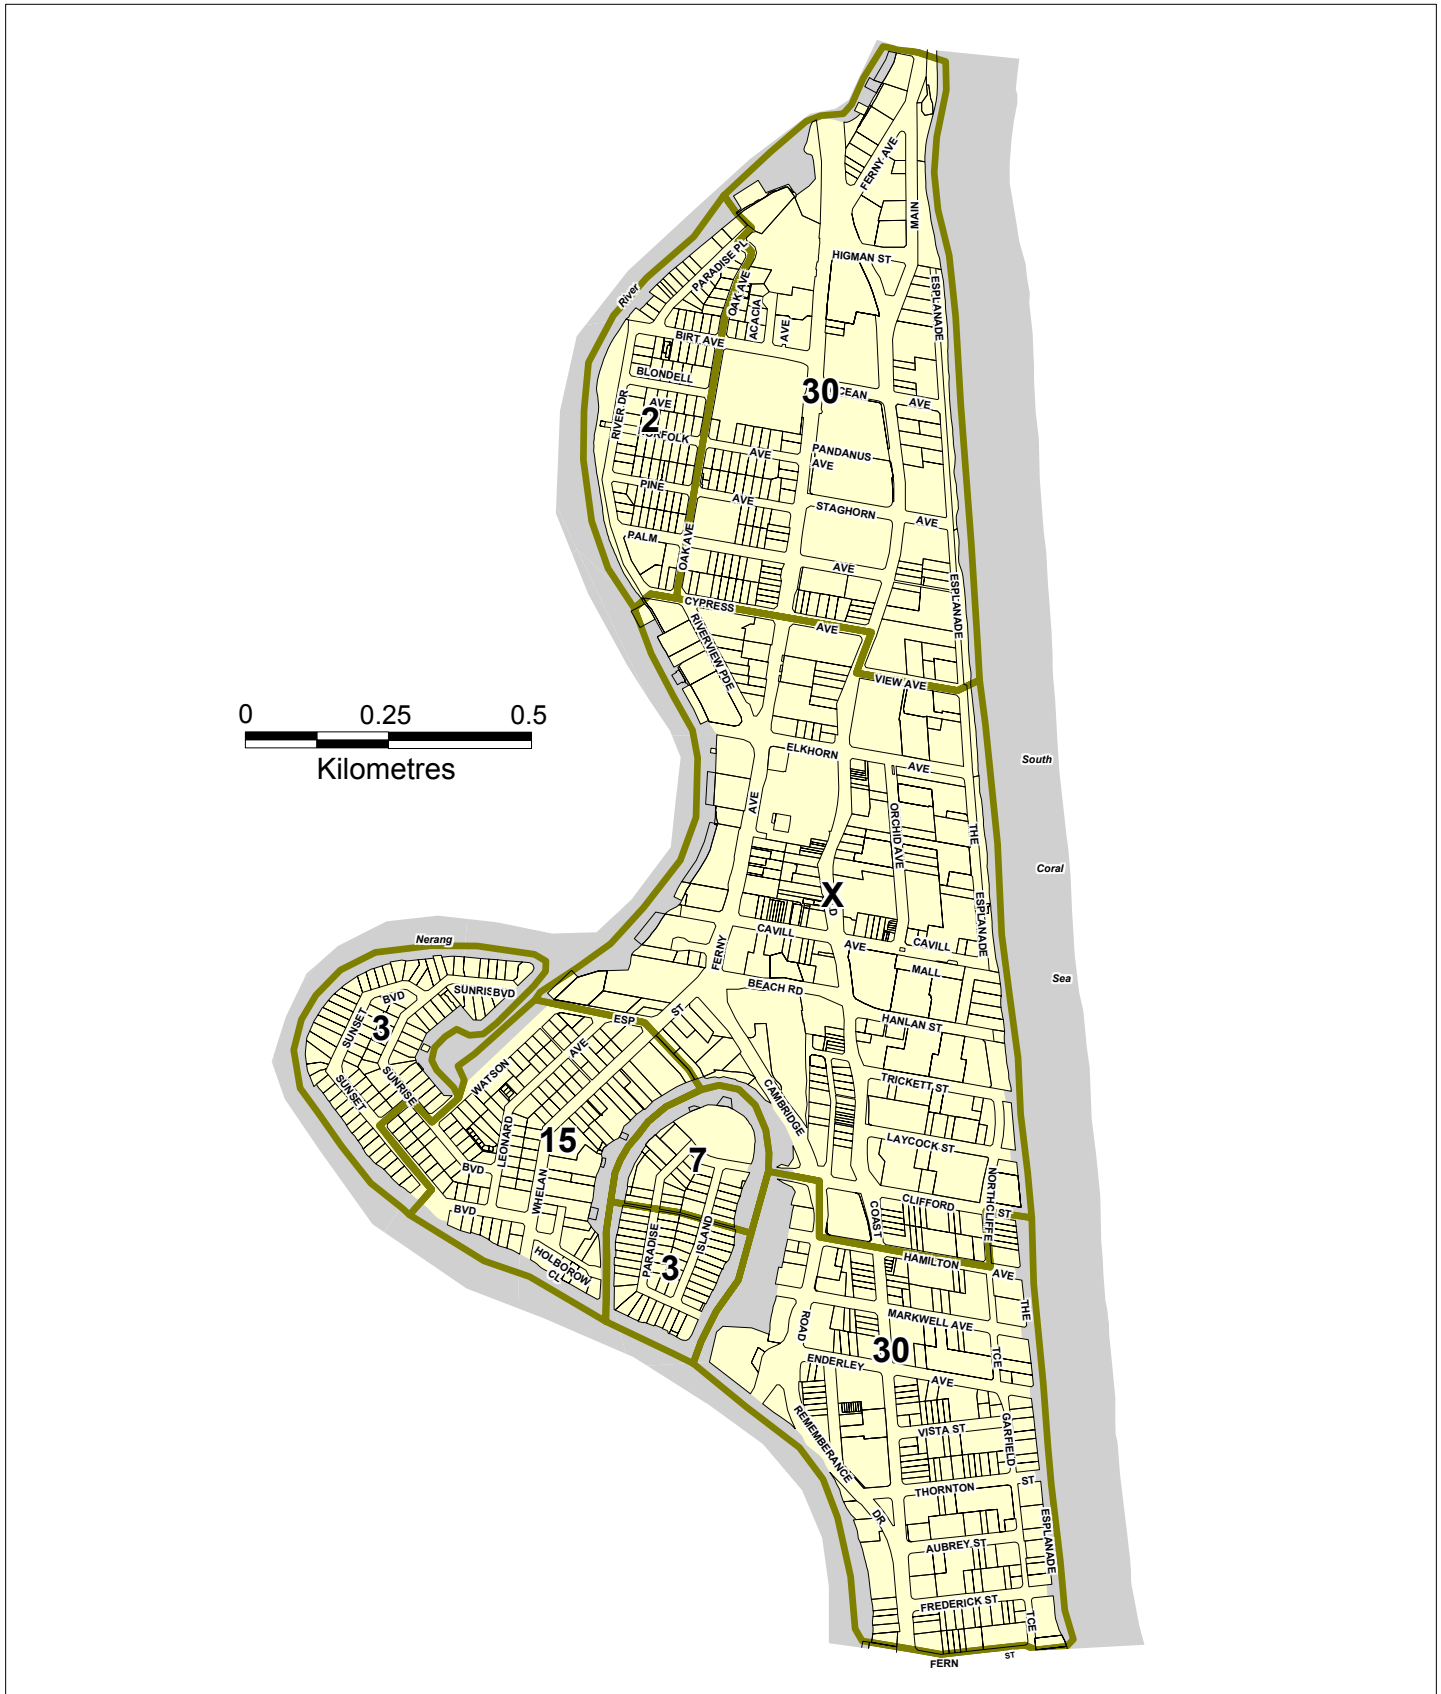 FERNY AVE
MAIN
HIGMAN ST
PARADISE PL
OAK AVE
ACACIA
AVE
ESPLANADE
River
BIRT AVE
BLONDELL
AVE
RIVER DR
2
30
AVE
PANDANUS
AVE
AVE
PINE
AVE
STAGHORN
AVE
PALM
OAK AVE
AVE
ESPLANADE
CYPRESS
AVE
RIVERVIEW PDE
VIEW AVE
0 0.25 0.5
Kilometres
ELKHORN
AVE
South
AVE
ORCHID AVE
THE
Coral
X
ESPLANADE
CAVILL
AVE
CAVILL
MALL
FERNY
Nerang
Sea
BEACH RD
SUNRISE
BVD
BVD
SUNSET
3
ESP
ST
HANLAN ST
AVE
WATSON
SUNSET
SUNRISE
CAMBRIDGE
TRICKETT ST
LEONARD
15
7
LAYCOCK ST
BVD
NORTHCLIFFE
WHELAN
BVD
CLIFFORD
ST
COAST
ISLAND
PARADISE
3
HOLBOROW
CL
HAMILTON
AVE
THE
MARKWELL AVE
ROAD
30
TCE
ENDERLEY
AVE
REMEMBERANCE
VISTA ST
GARFIELD
THORNTON
ST
DR
AUBREY ST
ESPLANADE
FREDERICK ST
TCE
FERN
ST